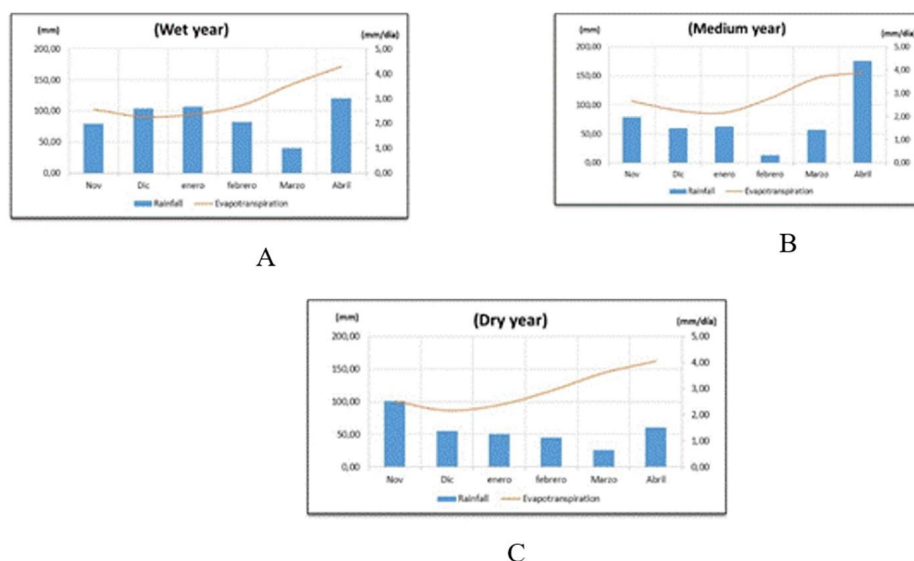 (mm) (Wet year) (mm/día)
200,00 5,00
150,00 4,00
100,00 3,00
50,00 2,00
0,00 1,00
0,00
Nov Dic enero febrero Marzo Abril
Rainfall Evapotranspiration
A
(mm) (Medium year) (mm/día)
200,00 5,00
150,00 4,00
100,00 3,00
50,00 2,00
0,00 1,00
0,00
Nov Dic enero febrero Marzo Abril
Rainfall Evapotranspiration
B
(mm) (Dry year) (mm/día)
200,00 5,00
150,00 4,00
100,00 3,00
50,00 2,00
0,00 1,00
0,00
Nov Dic enero febrero Marzo Abril
Rainfall Evapotranspiration
C